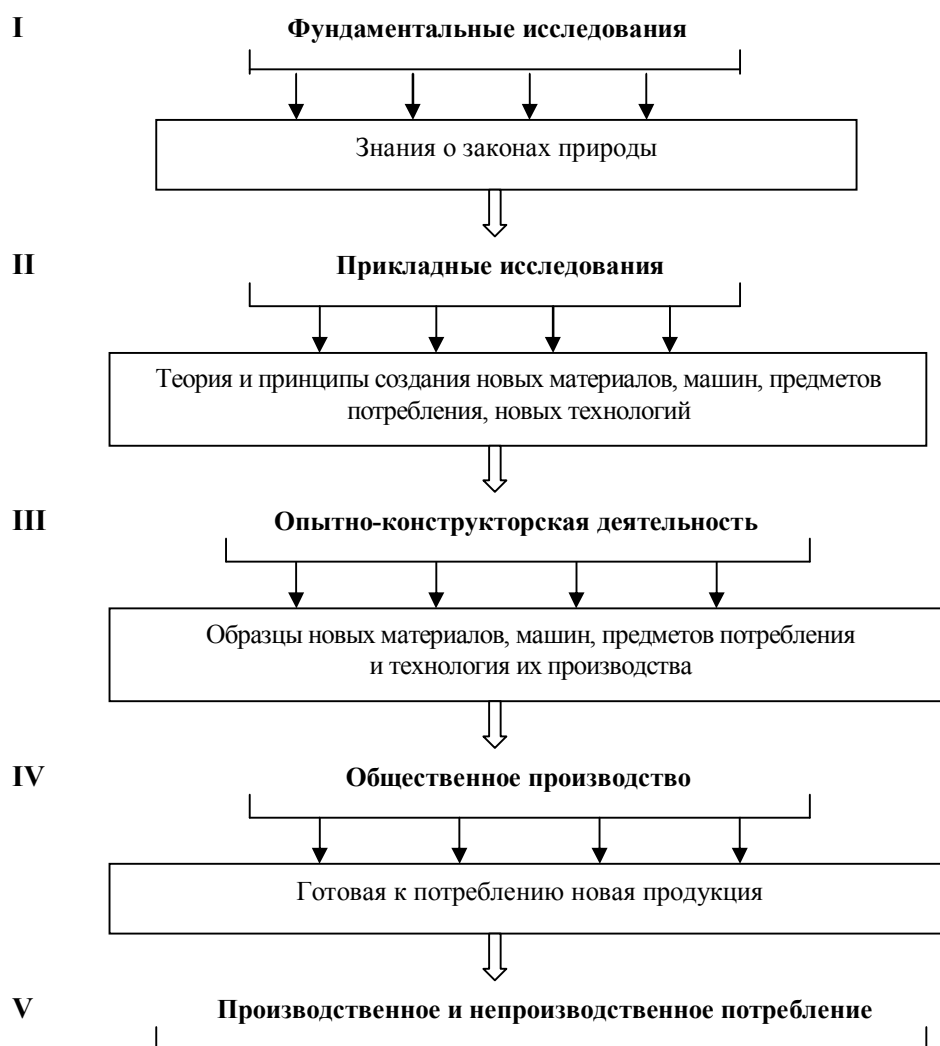 I Фундаментальные исследования
Знания о законах природы
II Прикладные исследования
Теория и принципы создания новых материалов, машин, предметов
потребления, новых технологий
III Опытно-конструкторская деятельность
Образцы новых материалов, машин, предметов потребления
и технология их производства
IV Общественное производство
Готовая к потреблению новая продукция
V Производственное и непроизводственное потребление